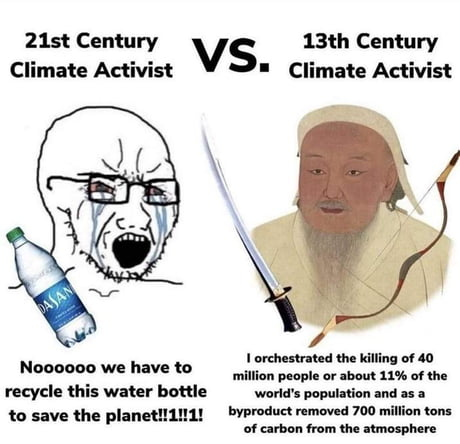 21st Century
Climate Activist
VS.
13th Century
Climate Activist
DASANI
Noooooo we have to
recycle this water bottle
to save the planet!!1!!1!
I orchestrated the killing of 40
million people or about 11% of the
world's population and as a
byproduct removed 700 million tons
of carbon from the atmosphere